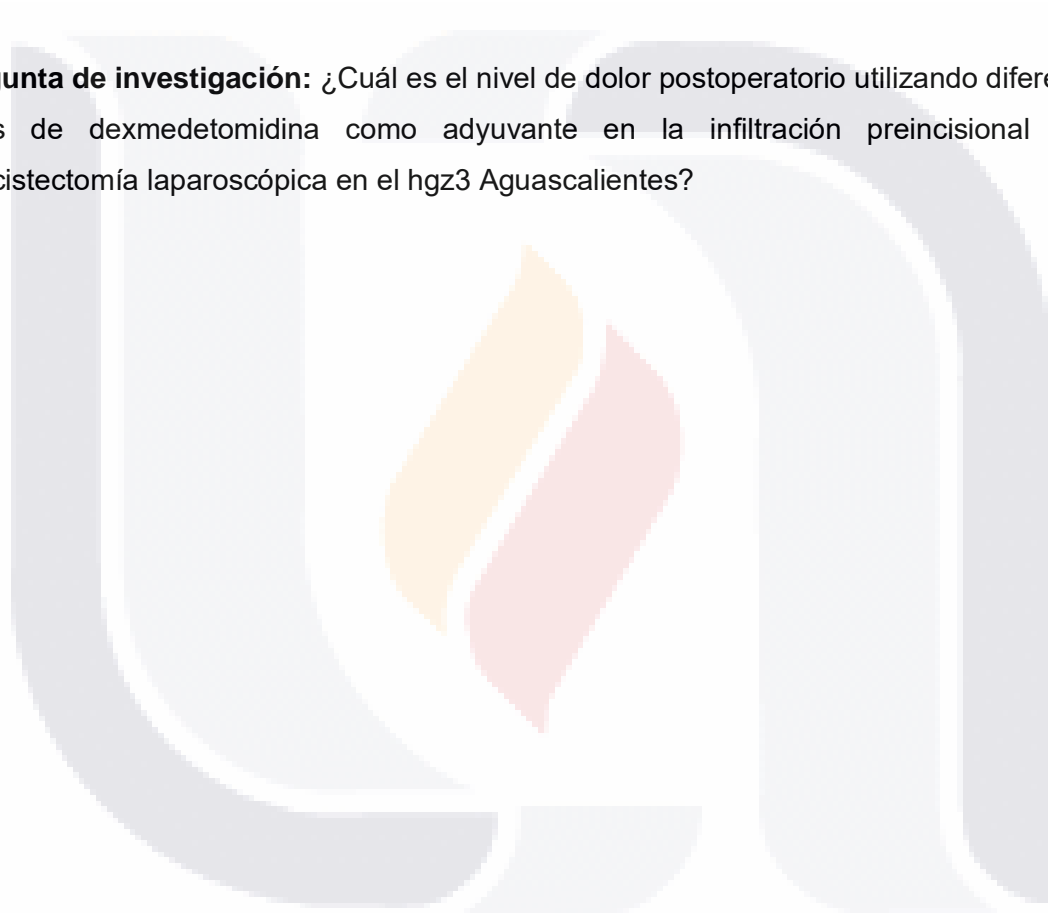 gunta de investigación: ¿Cuál es el nivel de dolor postoperatorio utilizando difere
s de dexmedetomidina como adyuvante en la infiltración preincisional
cistectomía laparoscópica en el hgz3 Aguascalientes?